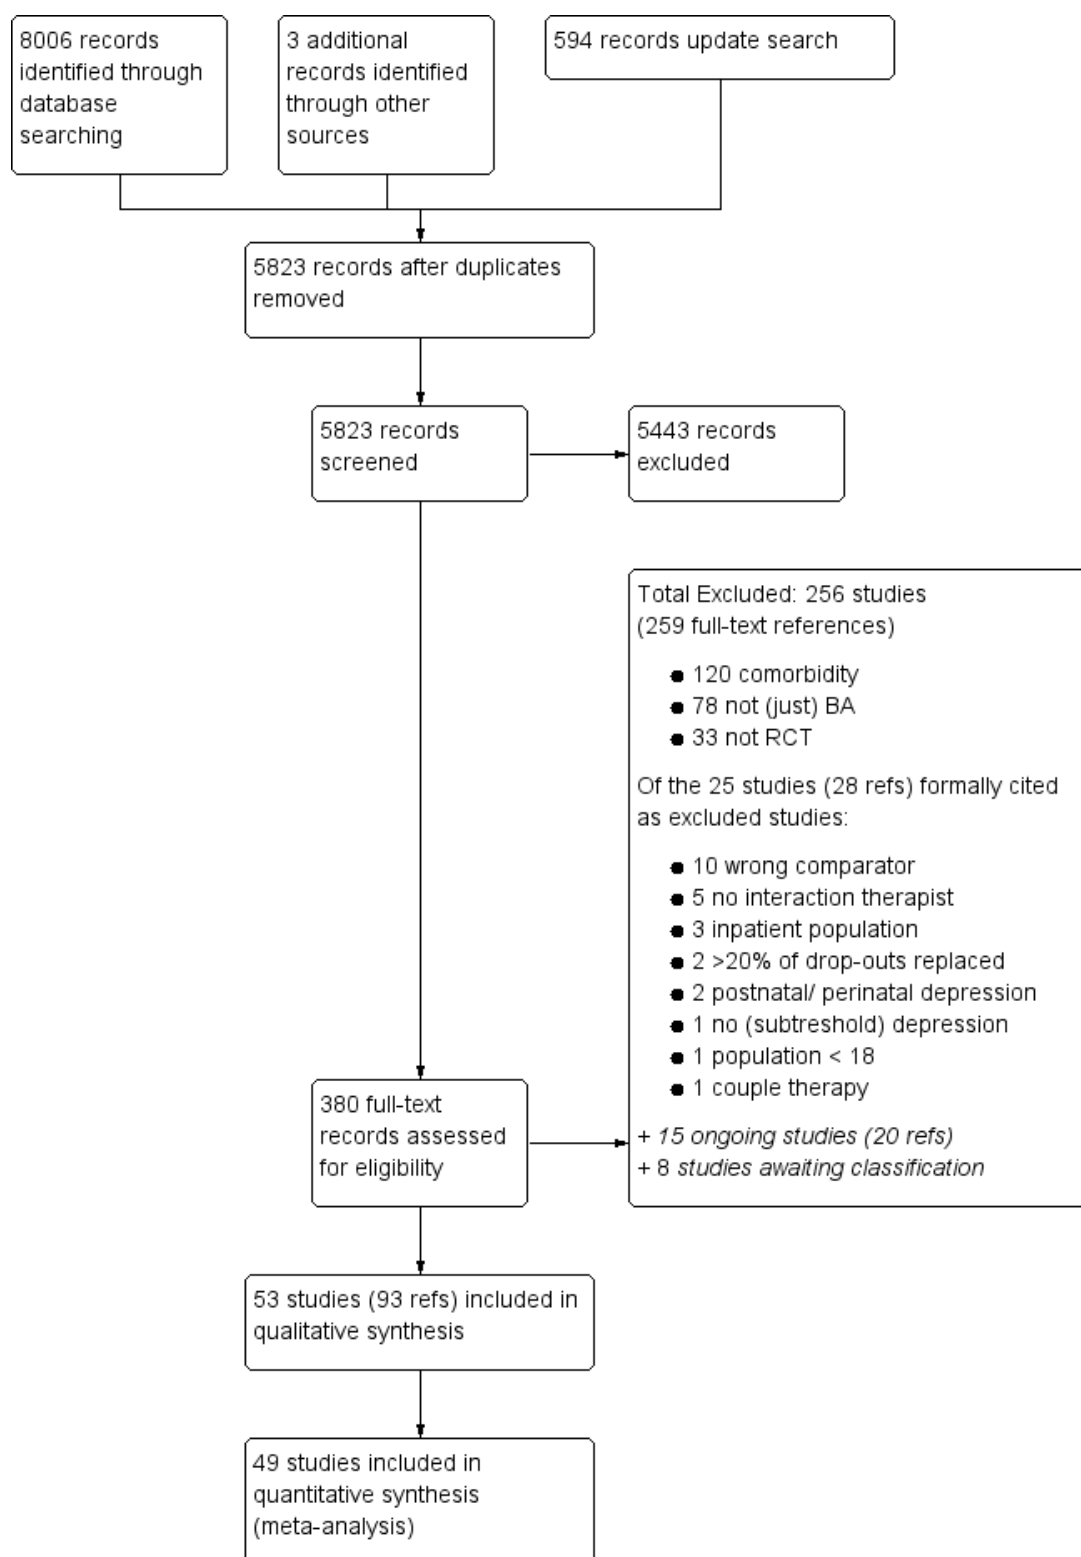 8006 records
identified through
database
searching
3 additional
records identified
through other
sources
594 records update search
5823 records after duplicates
removed
5823 records
screened
5443 records
excluded
Total Excluded: 256 studies
(259 full-text references)
● 120 comorbidity
● 78 not (just) BA
● 33 not RCT
Of the 25 studies (28 refs) formally cited
as excluded studies:
● 10 wrong comparator
● 5 no interaction therapist
● 3 inpatient population
● 2 >20% of drop-outs replaced
● 2 postnatal/ perinatal depression
● 1 no (subtreshold) depression
● 1 population < 18
● 1 couple therapy
+ 15 ongoing studies (20 refs)
+ 8 studies awaiting classification
380 full-text
records assessed
for eligibility
53 studies (93 refs) included in
qualitative synthesis
49 studies included in
quantitative synthesis
(meta-analysis)